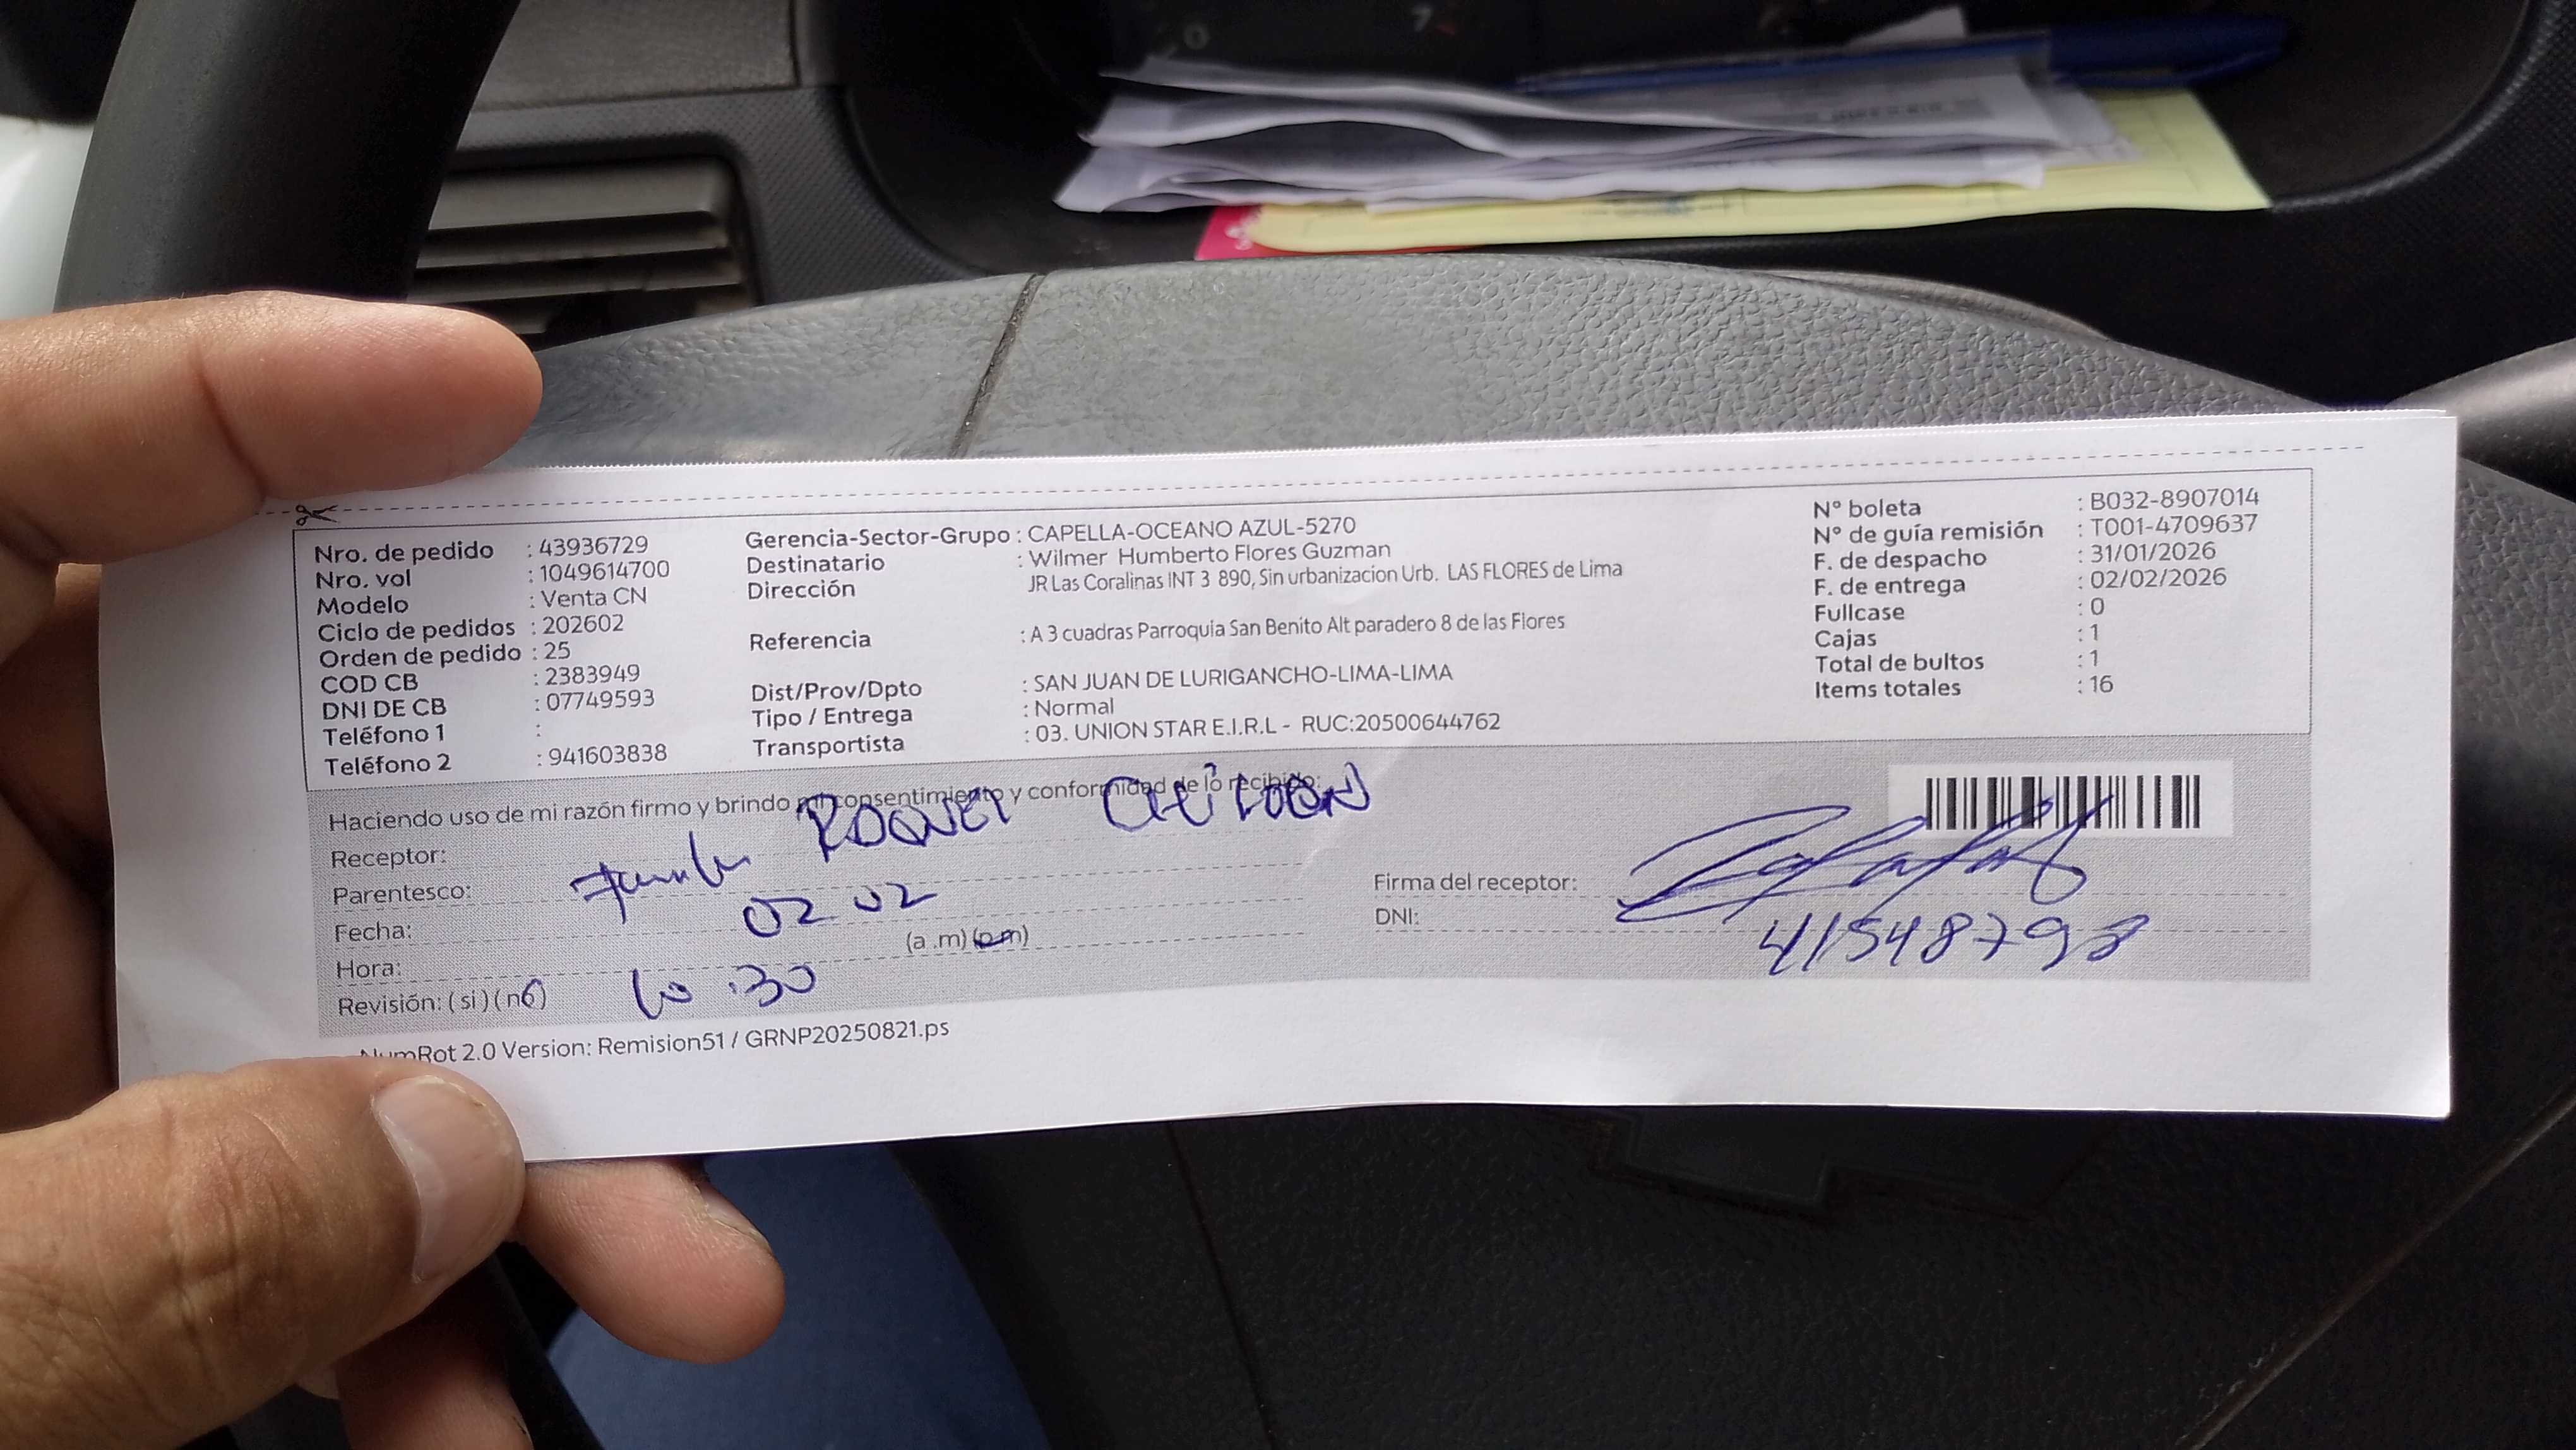 Nro. de pedido : 43936729
Nro. vol : 1049614700
Modelo : Venta CN
Ciclo de pedidos : 202602
Orden de pedido : 25
COD CB : 2383949
DNI DE CB : 07749593
Teléfono 1 :
Teléfono 2 : 941603838
Gerencia-Sector-Grupo : CAPELLA-OCEANO AZUL-5270
Destinatario : Wilmer Humberto Flores Guzman
Dirección JR Las Coralinas INT 3 890, Sin urbanizacion Urb. LAS FLORES de Lima
Referencia : A 3 cuadras Parroquia San Benito Alt paradero 8 de las Flores
Dist/Prov/Dpto : SAN JUAN DE LURIGANCHO-LIMA-LIMA
Tipo / Entrega : Normal
Transportista : 03. UNION STAR E.I.R.L - RUC:20500644762
N° boleta : B032-8907014
N° de guía remisión : T001-4709637
F. de despacho : 31/01/2026
F. de entrega : 02/02/2026
Fullcase : 0
Cajas : 1
Total de bultos : 1
Items totales : 16
Haciendo uso de mi razón firmo y brindo mi consentimiento y conformidad de lo recibido:
Receptor:
Parentesco:
Fecha: 02 02
Hora: (a.m) (p.m)
Revisión: (si) (no) 10:30
Firma del receptor:
DNI: 41548798
NumRot 2.0 Version: Remision51 / GRNP20250821.ps